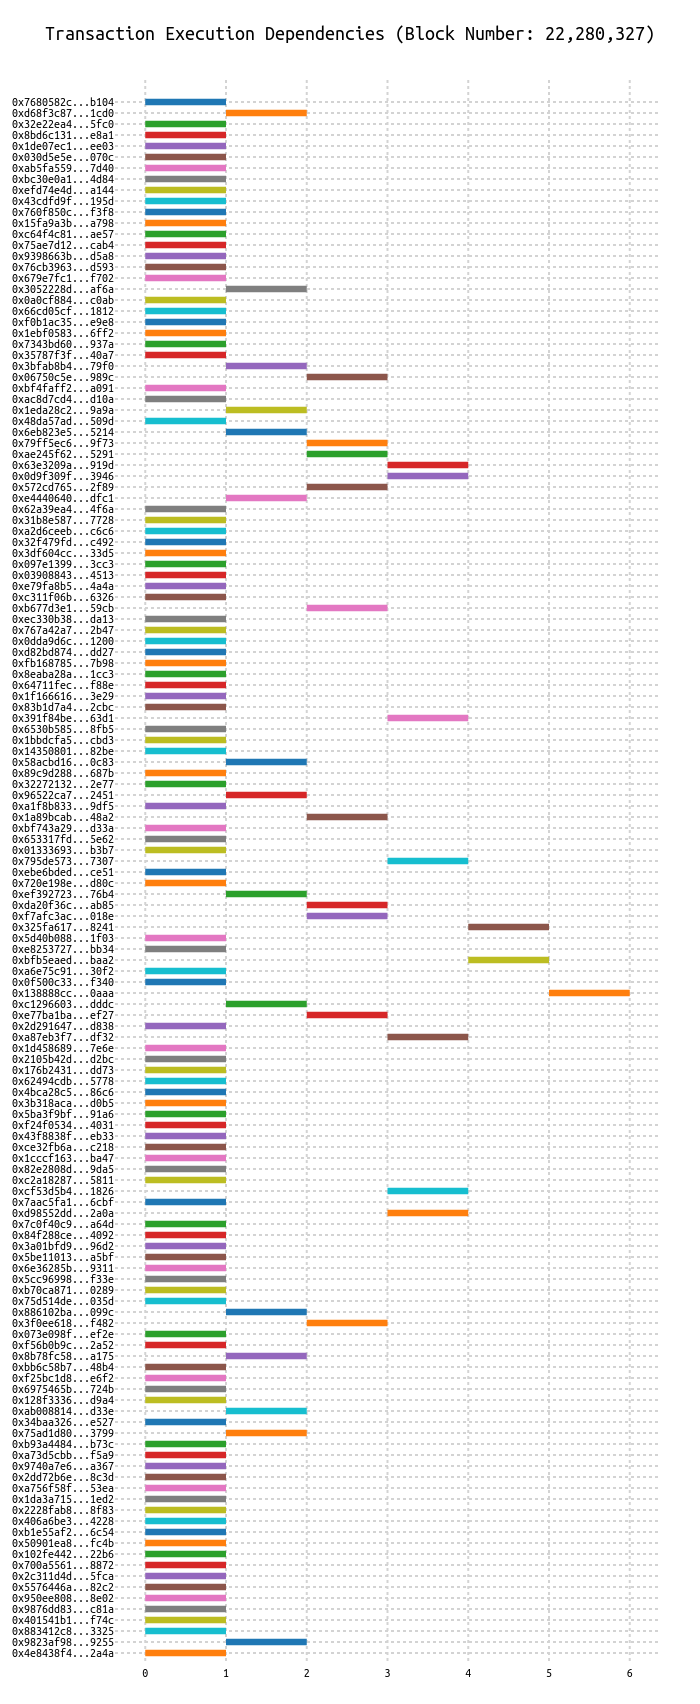 Transaction Execution Dependencies (Block Number: 22,280,327)
0x7680582c...b104
0xd68f3c87...1cd0
0x32e22ea4...5fc0
0x8bd6c131...e8a1
0x1de07ec1...ee03
0x030d5e5e...070c
0xab5fa559...7d40
0xbc30e0a1...4d84
0xefd74e4d...a144
0x43cdfd9f...195d
0x760f850c...f3f8
0x15fa9a3b...a798
0xc64f4c81...ae57
0x75ae7d12...cab4
0x9398663b...d5a8
0x76cb3963...d593
0x679e7fc1...f702
0x3052228d...af6a
0x0a0cf884...c0ab
0x66cd05cf...1812
0xf0b1ac35...e9e8
0x1ebf0583...6ff2
0x7343bd60...937a
0x35787f3f...40a7
0x3bfab8b4...79f0
0x06750c5e...989c
0xbf4faff2...a091
0xac8d7cd4...d10a
0x1eda28c2...9a9a
0x48da57ad...509d
0x6eb823e5...5214
0x79ff5ec6...9f73
0xae245f62...5291
0x63e3209a...919d
0x0d9f309f...3946
0x572cd765...2f89
0xe4440640...dfc1
0x62a39ea4...4f6a
0x31b8e587...7728
0xa2d6ceeb...c6c6
0x32f479fd...c492
0x3df604cc...33d5
0x097e1399...3cc3
0x03908843...4513
0xe79fa8b5...4a4a
0xc311f06b...6326
0xb677d3e1...59cb
0xec330b38...da13
0x767a42a7...2b47
0x0dda9d6c...1200
0xd82bd874...dd27
0xfb168785...7b98
0x8eaba28a...1cc3
0x64711fec...f88e
0x1f166616...3e29
0x83b1d7a4...2cbc
0x391f84be...63d1
0x6530b585...8fb5
0x1bbdcfa5...cbd3
0x14350801...82be
0x58acbd16...0c83
0x89c9d288...687b
0x32272132...2e77
0x96522ca7...2451
0xa1f8b833...9df5
0x1a89bcab...48a2
0xbf743a29...d33a
0x653317fd...5e62
0x01333693...b3b7
0x795de573...7307
0xebe6bded...ce51
0x720e198e...d80c
0xef392723...76b4
0xda20f36c...ab85
0xf7afc3ac...018e
0x325fa617...8241
0x5d40b088...1f03
0xe8253727...bb34
0xbfb5eaed...baa2
0xa6e75c91...30f2
0x0f500c33...f340
0x138888cc...0aaa
0xc1296603...dddc
0xe77ba1ba...ef27
0x2d291647...d838
0xa87eb3f7...df32
0x1d458689...7e6e
0x2105b42d...d2bc
0x176b2431...dd73
0x62494cdb...5778
0x4bca28c5...86c6
0x3b318aca...d0b5
0x5ba3f9bf...91a6
0xf24f0534...4031
0x43f8838f...eb33
0xce32fb6a...c218
0x1cccf163...ba47
0x82e2808d...9da5
0xc2a18287...5811
0xcf53d5b4...1826
0x7aac5fa1...6cbf
0xd98552dd...2a0a
0x7c0f40c9...a64d
0x84f288ce...4092
0x3a01bfd9...96d2
0x5be11013...a5bf
0x6e36285b...9311
0x5cc96998...f33e
0xb70ca871...0289
0x75d514de...035d
0x886102ba...099c
0x3f0ee618...f482
0x073e098f...ef2e
0xf56b0b9c...2a52
0x8b78fc58...a175
0xbb6c58b7...48b4
0xf25bc1d8...e6f2
0x6975465b...724b
0x128f3336...d9a4
0xab008814...d33e
0x34baa326...e527
0x75ad1d80...3799
0xb93a4484...b73c
0xa73d5cbb...f5a9
0x9740a7e6...a367
0x2dd72b6e...8c3d
0xa756f58f...53ea
0x1da3a715...1ed2
0x2228fab8...8f83
0x406a6be3...4228
0xb1e55af2...6c54
0x50901ea8...fc4b
0x102fe442...22b6
0x700a5561...8872
0x2c311d4d...5fca
0x5576446a...82c2
0x950ee808...8e02
0x9876dd83...c81a
0x401541b1...f74c
0x883412c8...3325
0x9823af98...9255
0x4e8438f4...2a4a
0 1 2 3 4 5 6